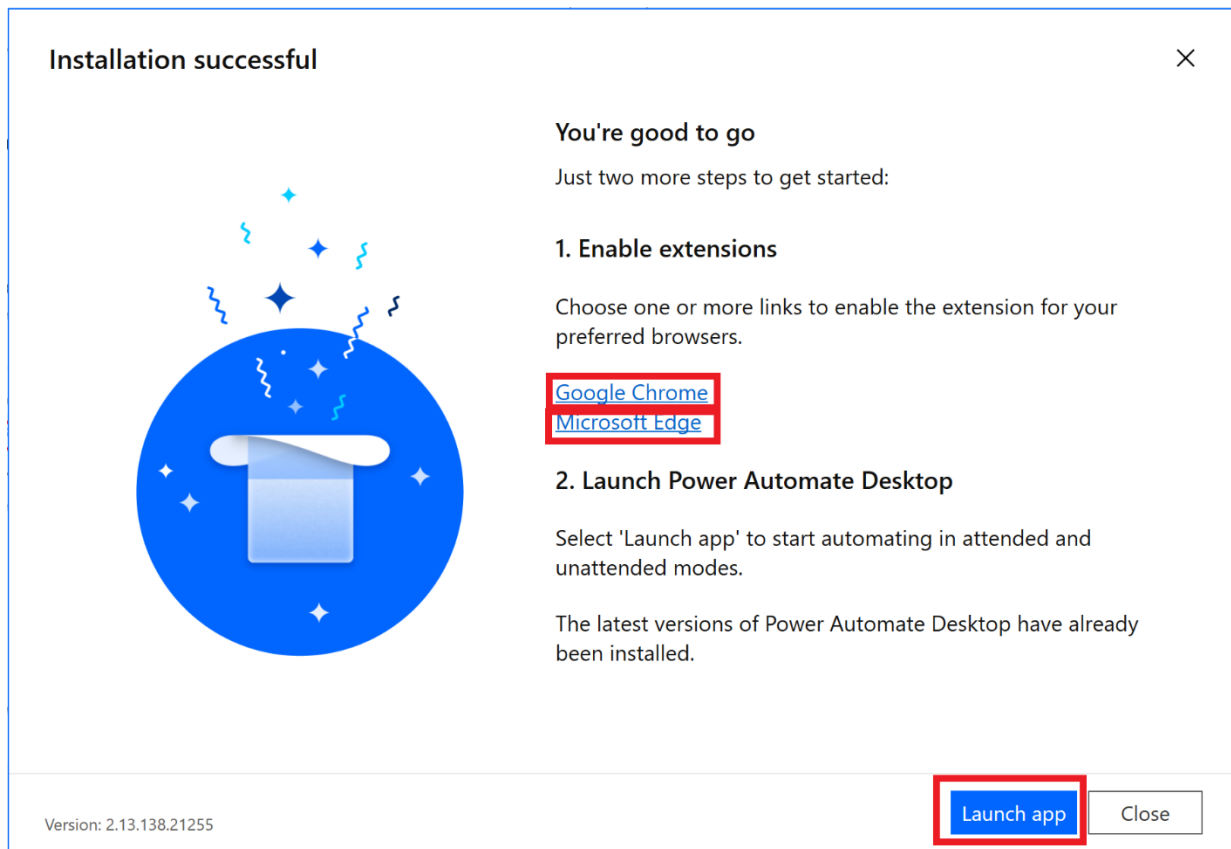 Installation successful
You're good to go
Just two more steps to get started:
1. Enable extensions
Choose one or more links to enable the extension for your
preferred browsers.
Google Chrome
Microsoft Edge
2. Launch Power Automate Desktop
Select 'Launch app' to start automating in attended and
unattended modes.
The latest versions of Power Automate Desktop have already
been installed.
Version: 2.13.138.21255
Launch app
Close